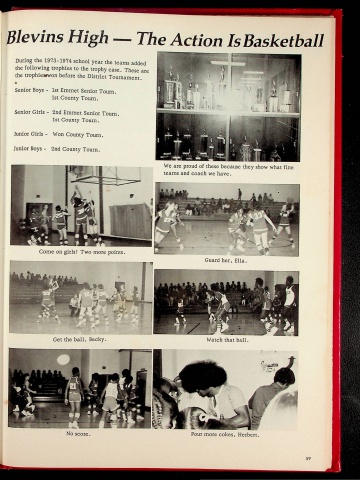 Blevins High — The Action Is Basketball
During the 1973-1974 school year the teams added
the following trophies to the trophy case. These are
the trophies won before the District Tournament.
Senior Boys - 1st Emmet Senior Tourn.
1st County Tourn.
Senior Girls - 2nd Emmet Senior Tourn.
1st County Tourn.
Junior Girls - Won County Tourn.
Junior Boys - 2nd County Tourn.
We are proud of these because they show what fine
teams and coach we have.
Come on girls! Two more points.
Guard her, Ella.
Get the ball, Becky.
Watch that ball.
No score.
Pour more cokes, Herbert.
59